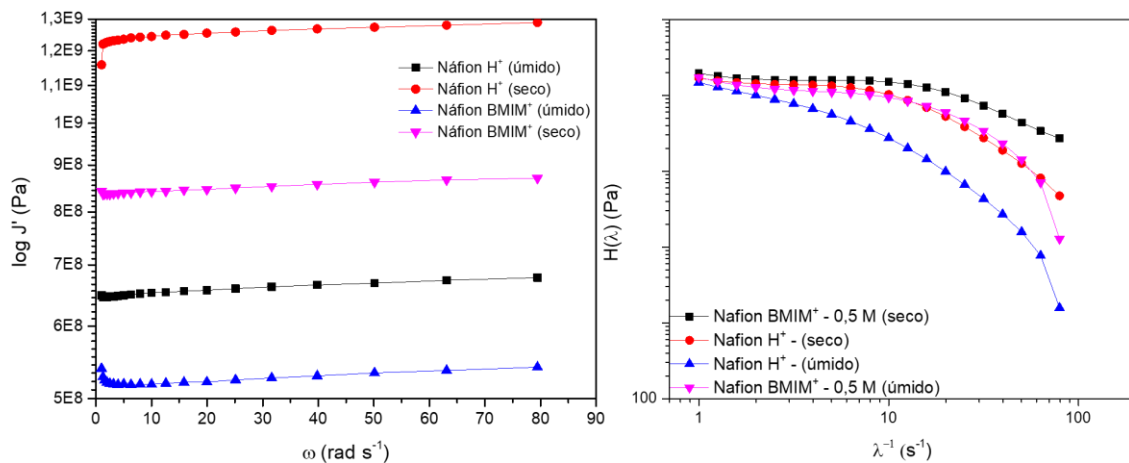 1,3E9
1,2E9
1,1E9
1E9
9E8
8E8
7E8
6E8
5E8
log J' (Pa)
Náfion H⁺ (úmido)
Náfion H⁺ (seco)
Náfion BMIM⁺ (úmido)
Náfion BMIM⁺ (seco)
0 10 20 30 40 50 60 70 80 90
ω (rad s⁻¹)
H(λ) (Pa)
100
Nafion BMIM⁺ - 0,5 M (seco)
Nafion H⁺ - (seco)
Nafion H⁺ - (úmido)
Nafion BMIM⁺ - 0,5 M (úmido)
1 10 100
λ⁻¹ (s⁻¹)